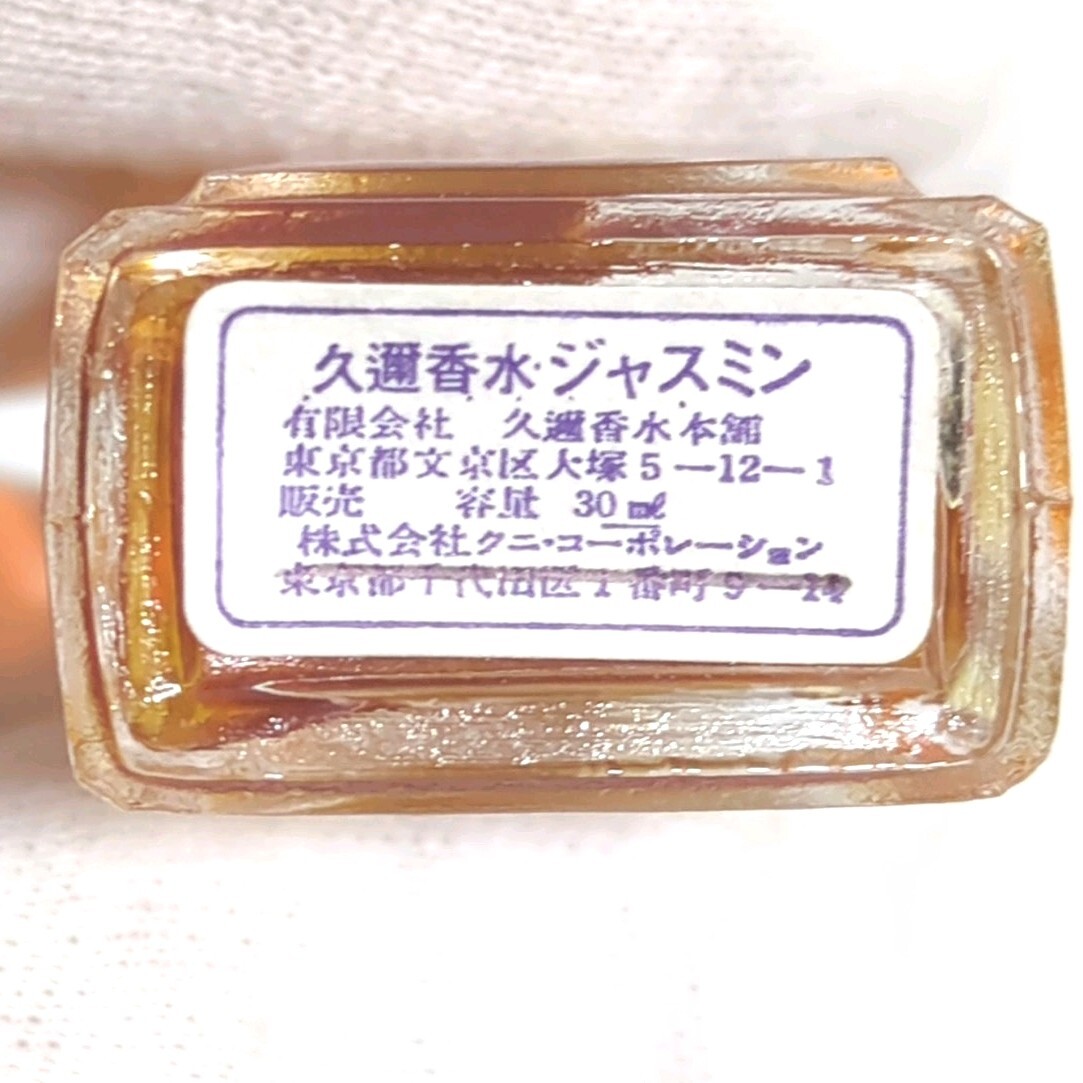 久邇香水・ジャスミン
有限会社 久邇香水本舗
東京都文京区大塚5-12-1
販売 容量 30ml
株式会社クニ・コーポレーション
東京都千代田区1番町9-14